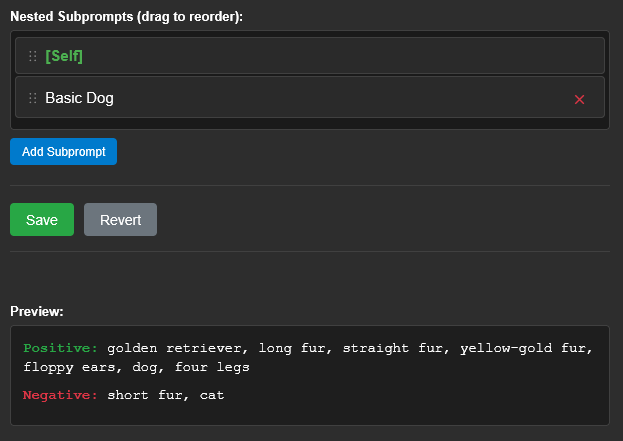 Nested Subprompts (drag to reorder):
[Self]
Basic Dog
Add Subprompt
Save
Revert
Preview:
Positive: golden retriever, long fur, straight fur, yellow-gold fur,
floppy ears, dog, four legs
Negative: short fur, cat